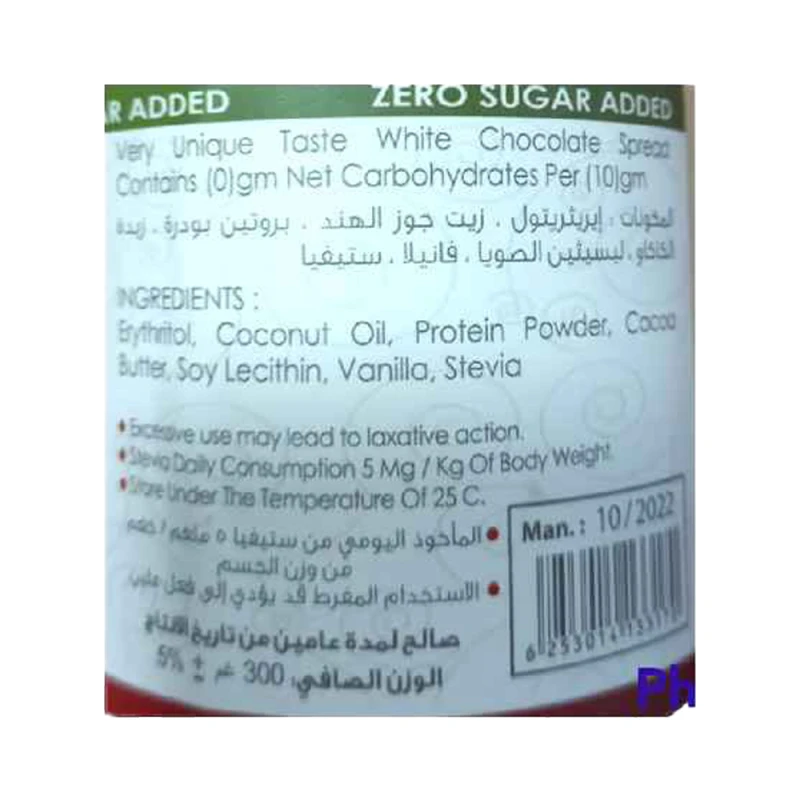 R ADDED
ZERO SUGAR ADDED
Very Unique Taste White Chocolate Spread
Contains (0)gm Net Carbohydrates Per (10)gm
المكونات : إيريثريتول ، زيت جوز الهند ، بروتين بودرة ، زبدة
الكاكاو ، ليسيثين الصويا ، فانيلا ، ستيفيا
INGREDIENTS :
Erythritol, Coconut Oil, Protein Powder, Cacao
Butter, Soy Lecithin, Vanilla, Stevia
• Excessive use may lead to laxative action.
• Stevia Daily Consumption 5 Mg / Kg Of Body Weight.
• Store Under The Temperature Of 25 C.
• المأخوذ اليومي من ستيفيا ٥ ملغم / كغم
من وزن الجسم
• الاستخدام المفرط قد يؤدي إلى فعل ملين
صالح لمدة عامين من تاريخ الانتاج
الوزن الصافي: 300 غم ± 5%
Man.: 10/2022
Ph